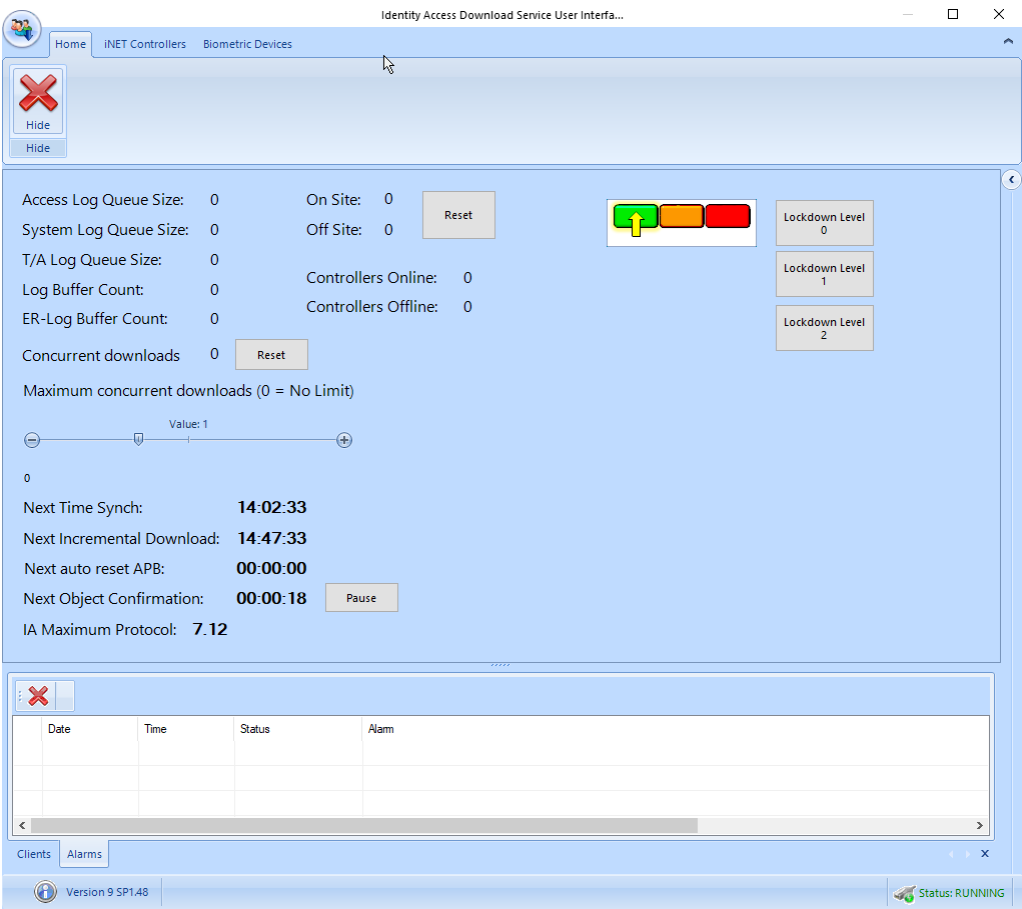 Identity Access Download Service User Interfa...
Home iNET Controllers Biometric Devices
Hide
Hide
Access Log Queue Size: 0
System Log Queue Size: 0
T/A Log Queue Size: 0
Log Buffer Count: 0
ER-Log Buffer Count: 0
Concurrent downloads 0 Reset
On Site: 0
Off Site: 0
Reset
Controllers Online: 0
Controllers Offline: 0
Lockdown Level
0
Lockdown Level
1
Lockdown Level
2
Maximum concurrent downloads (0 = No Limit)
Value: 1
0
Next Time Synch: 14:02:33
Next Incremental Download: 14:47:33
Next auto reset APB: 00:00:00
Next Object Confirmation: 00:00:18 Pause
IA Maximum Protocol: 7.12
Date Time Status Alarm
Clients Alarms
Version 9 SP1.48 Status: RUNNING